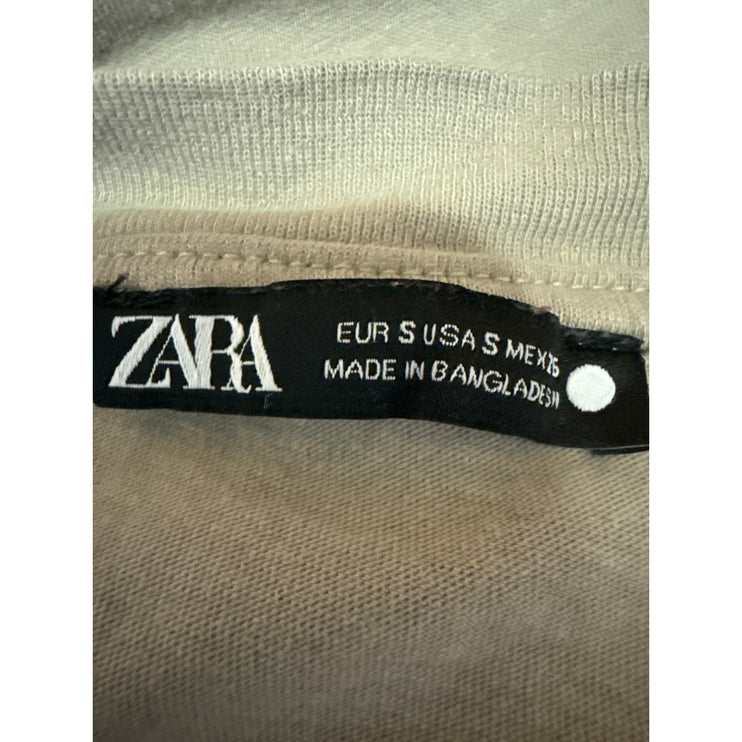 ZARA
EUR S USA S MEX 26
MADE IN BANGLADESH